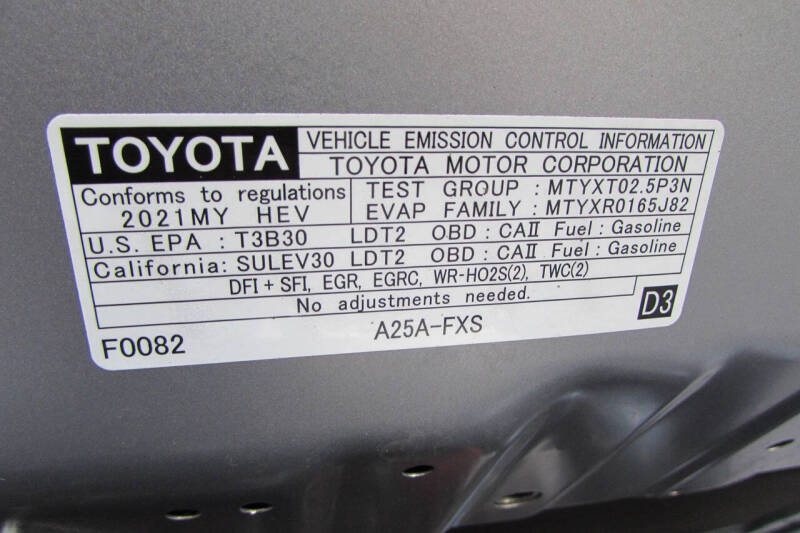 TOYOTA VEHICLE EMISSION CONTROL INFORMATION
TOYOTA MOTOR CORPORATION
Conforms to regulations TEST GROUP : MTYXT02.5P3N
2021MY HEV EVAP FAMILY : MTYXR0165J82
U.S. EPA : T3B30 LDT2 OBD : CAⅡ Fuel : Gasoline
California: SULEV30 LDT2 OBD : CAⅡ Fuel : Gasoline
DFI + SFI, EGR, EGRC, WR-HO2S(2), TWC(2)
No adjustments needed.
D3
F0082 A25A-FXS